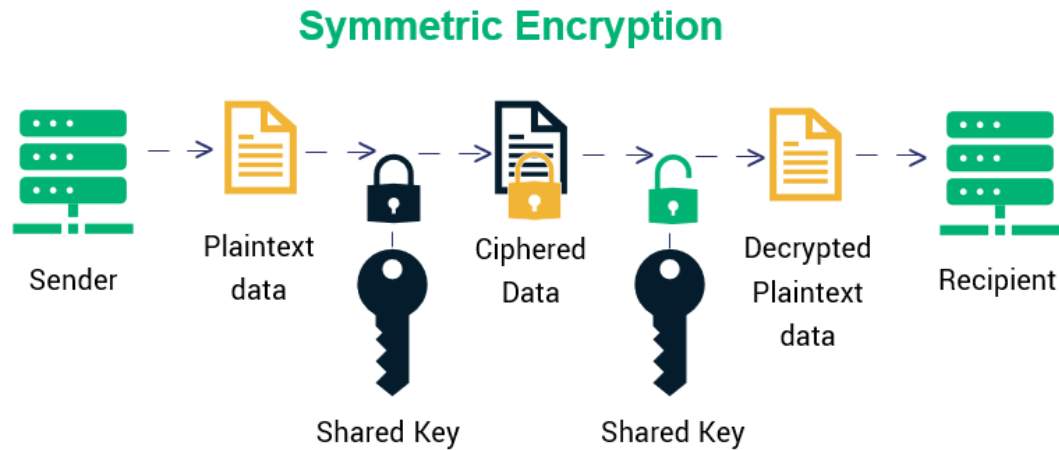 Symmetric Encryption
Sender
Plaintext
data
Shared Key
Ciphered
Data
Shared Key
Decrypted
Plaintext
data
Recipient